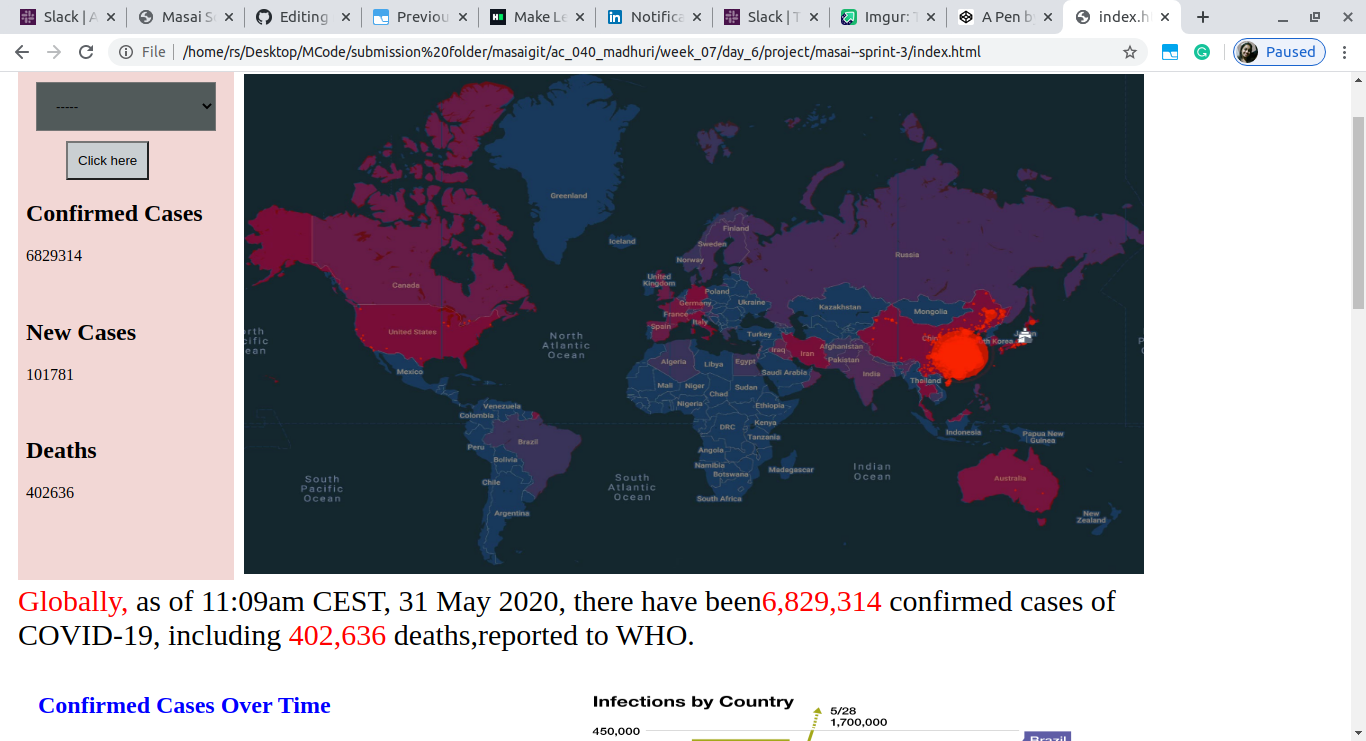 Slack | A
Masai S
Editing
Previou
Make Le
Notifica
Slack | T
Imgur: T
A Pen by
index.h
File
/home/rs/Desktop/MCode/submission%20folder/masaigit/ac_040_madhuri/week_07/day_6/project/masai--sprint-3/index.html
Paused
-----
Click here
Confirmed Cases
6829314
New Cases
101781
Deaths
402636
Greenland
Iceland
Finland
Sweden
Norway
Russia
Canada
United
Kingdom
Poland
Germany
Ukraine
Kazakhstan
Mongolia
France
Italy
Spain
United States
North
Atlantic
Ocean
Turkey
Iraq
Iran
Afghanistan
Pakistan
th Korea
Algeria
Libya
Egypt
Saudi Arabia
India
Thailand
Mexico
Mali
Niger
Chad
Sudan
Nigeria
Ethiopia
Venezuela
Colombia
DRC
Kenya
Tanzania
Indonesia
Papua New
Guinea
Peru
Brazil
Bolivia
Angola
Namibia
Botswana
Madagascar
Chile
South
Pacific
Ocean
South
Atlantic
Ocean
Indian
Ocean
Australia
South Africa
Argentina
New
Zealand
Globally, as of 11:09am CEST, 31 May 2020, there have been6,829,314 confirmed cases of
COVID-19, including 402,636 deaths,reported to WHO.
Confirmed Cases Over Time
Infections by Country
5/28
1,700,000
450,000
Brazil